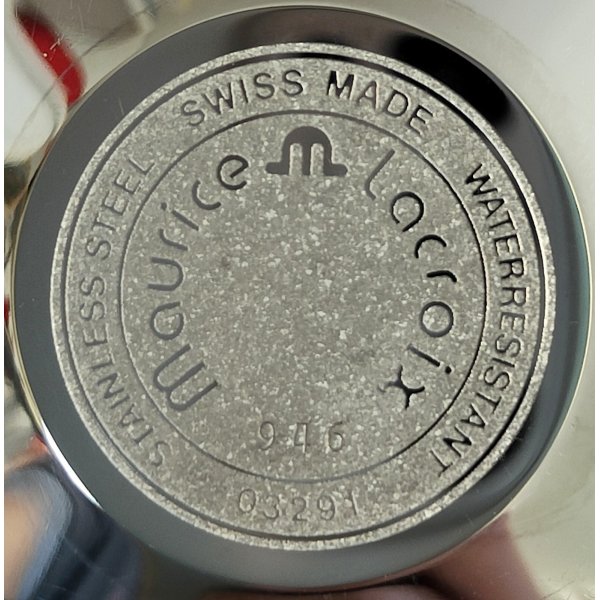 STAINLESS STEEL SWISS MADE WATERRESISTANT
maurice m lacroix
946
03291